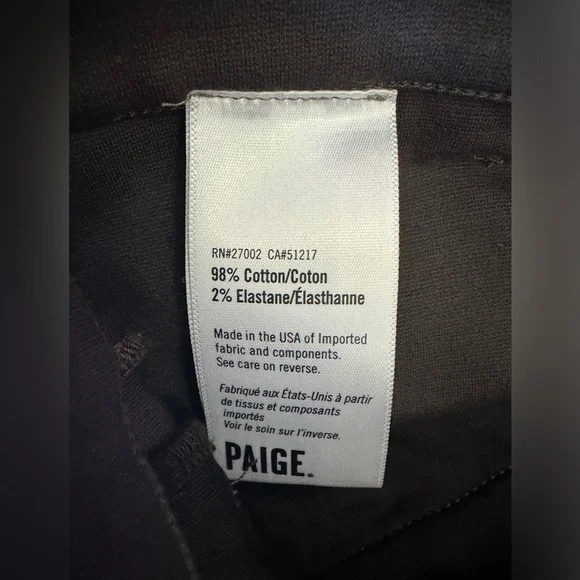 RN#27002 CA#51217
98% Cotton/Coton
2% Elastane/Élasthanne
Made in the USA of Imported
fabric and components.
See care on reverse.
Fabriqué aux États-Unis à partir
de tissus et composants
importés
Voir le soin sur l'inverse.
PAIGE.